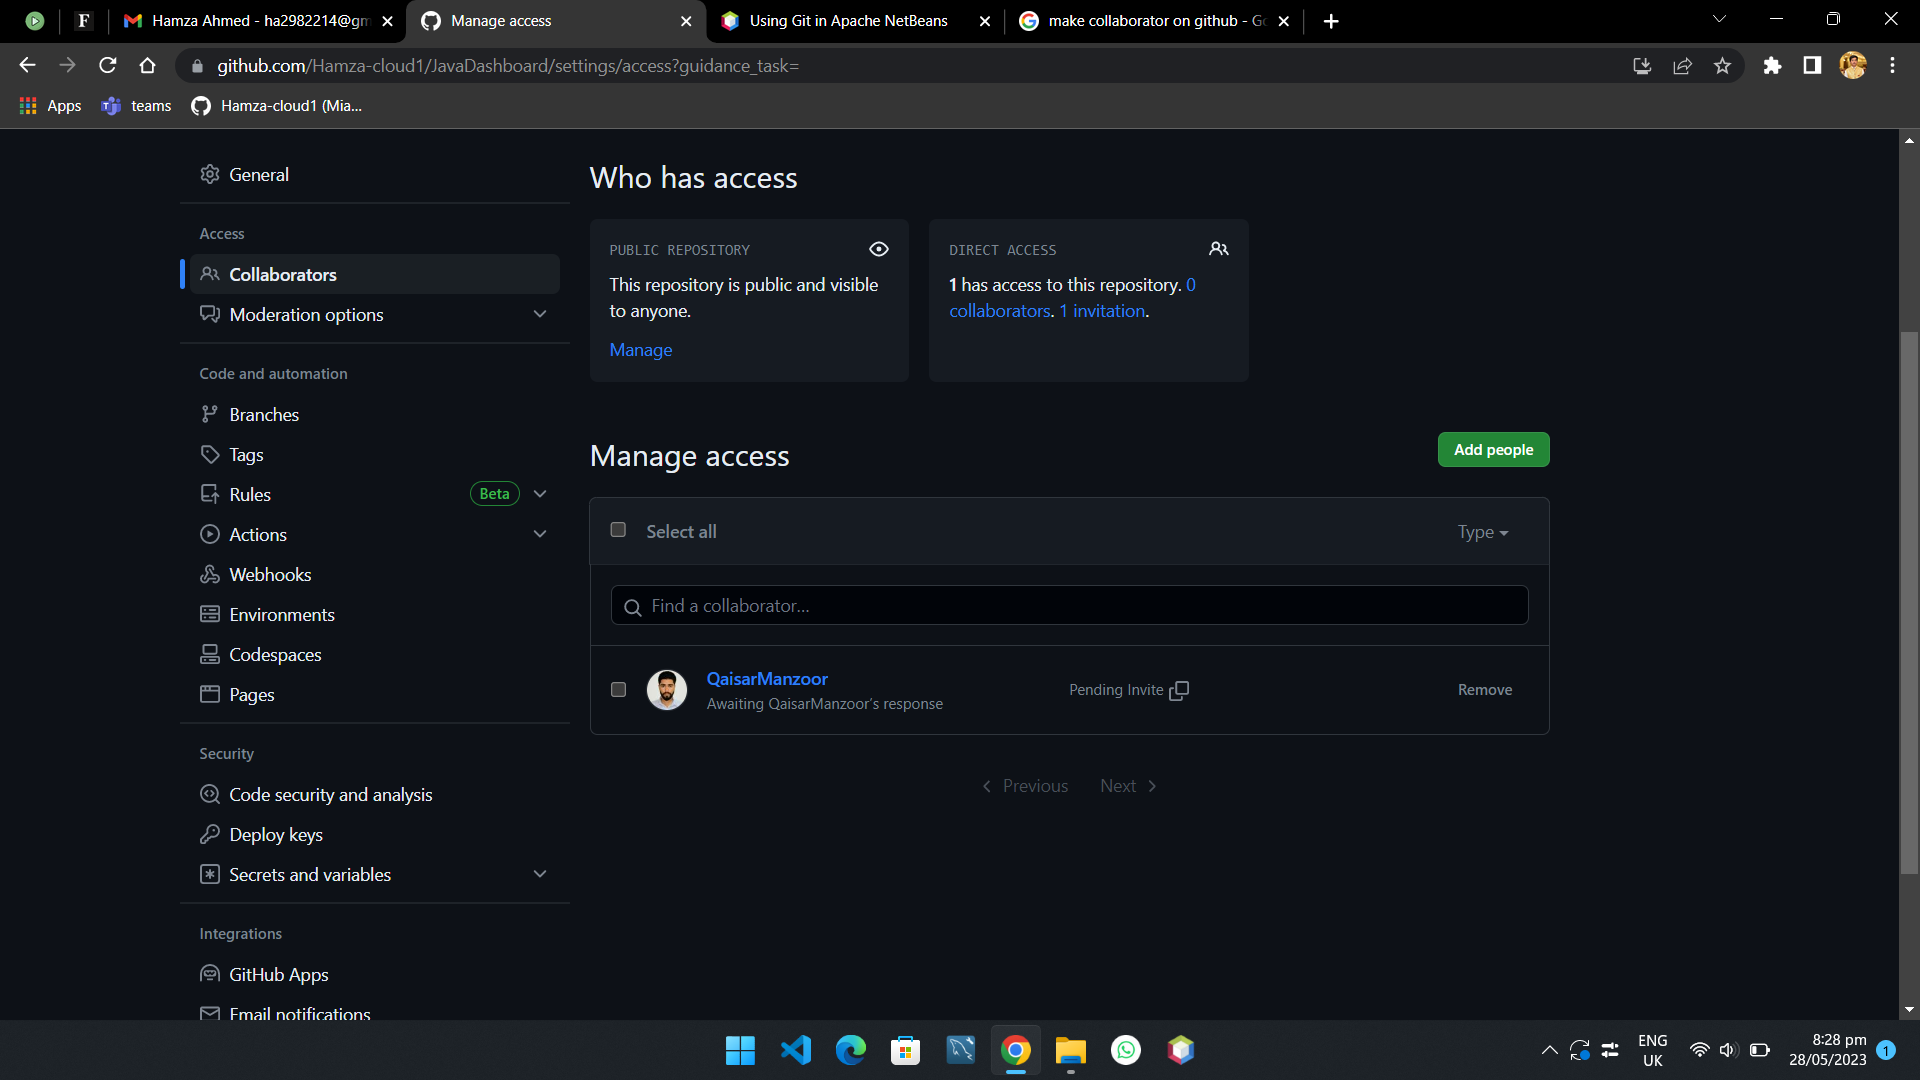 Hamza Ahmed - ha2982214@gm
Manage access
Using Git in Apache NetBeans
make collaborator on github - Go
github.com/Hamza-cloud1/JavaDashboard/settings/access?guidance_task=
Apps
teams
Hamza-cloud1 (Mia...
General
Access
Collaborators
Moderation options
Code and automation
Branches
Tags
Rules
Beta
Actions
Webhooks
Environments
Codespaces
Pages
Security
Code security and analysis
Deploy keys
Secrets and variables
Integrations
GitHub Apps
Email notifications
Who has access
PUBLIC REPOSITORY
This repository is public and visible
to anyone.
Manage
DIRECT ACCESS
1 has access to this repository. 0
collaborators. 1 invitation.
Manage access
Add people
Select all
Type
Find a collaborator...
QaisarManzoor
Awaiting QaisarManzoor's response
Pending Invite
Remove
Previous
Next
ENG
UK
8:28 pm
28/05/2023
1